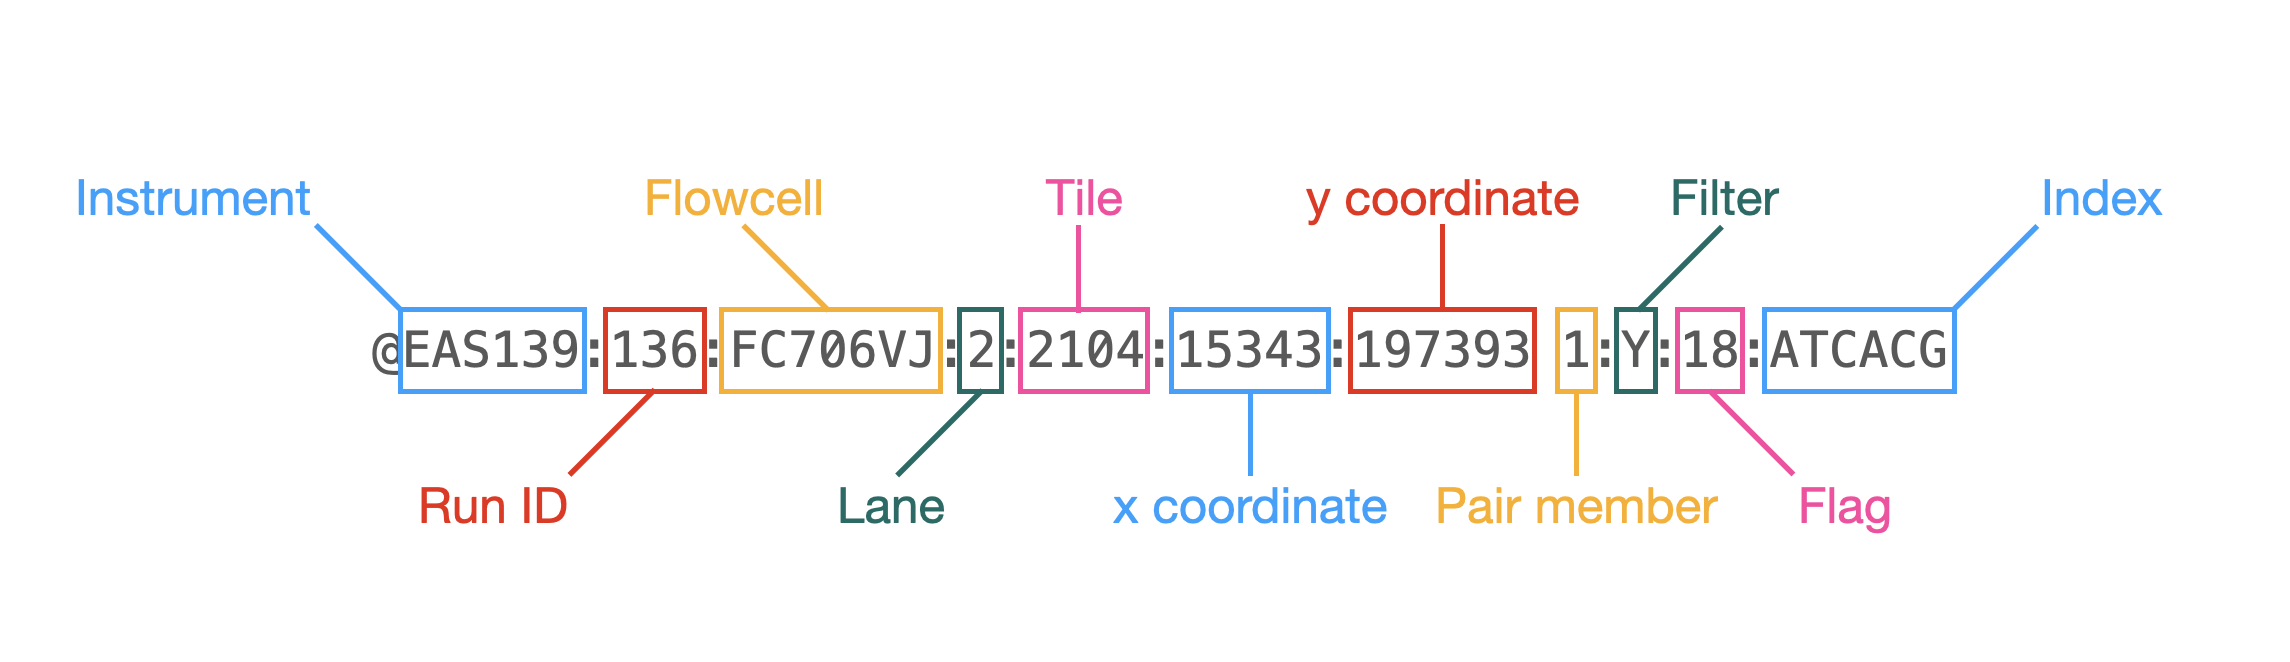 Instrument Flowcell Tile y coordinate Filter Index
@EAS139:136:FC706VJ:2:2104:15343:197393 1:Y:18:ATCACG
Run ID Lane x coordinate Pair member Flag